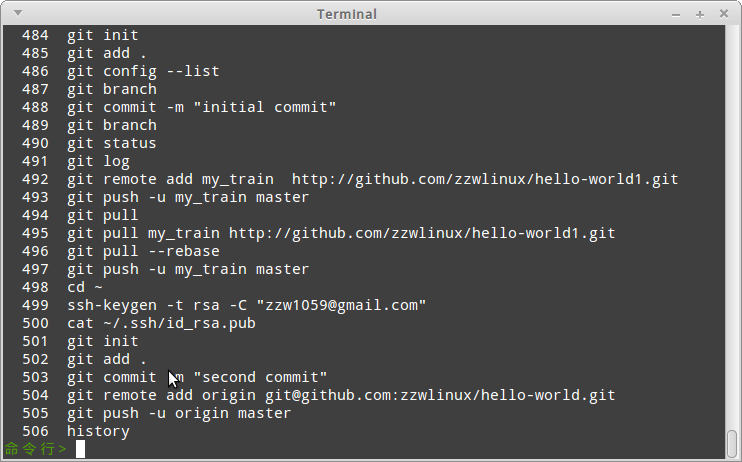 Terminal
484 git init
485 git add .
486 git config --list
487 git branch
488 git commit -m "initial commit"
489 git branch
490 git status
491 git log
492 git remote add my_train  http://github.com/zzwlinux/hello-world1.git
493 git push -u my_train master
494 git pull
495 git pull my_train http://github.com/zzwlinux/hello-world1.git
496 git pull --rebase
497 git push -u my_train master
498 cd ~
499 ssh-keygen -t rsa -C "zzw1059@gmail.com"
500 cat ~/.ssh/id_rsa.pub
501 git init
502 git add .
503 git commit -m "second commit"
504 git remote add origin git@github.com:zzwlinux/hello-world.git
505 git push -u origin master
506 history
命令行>